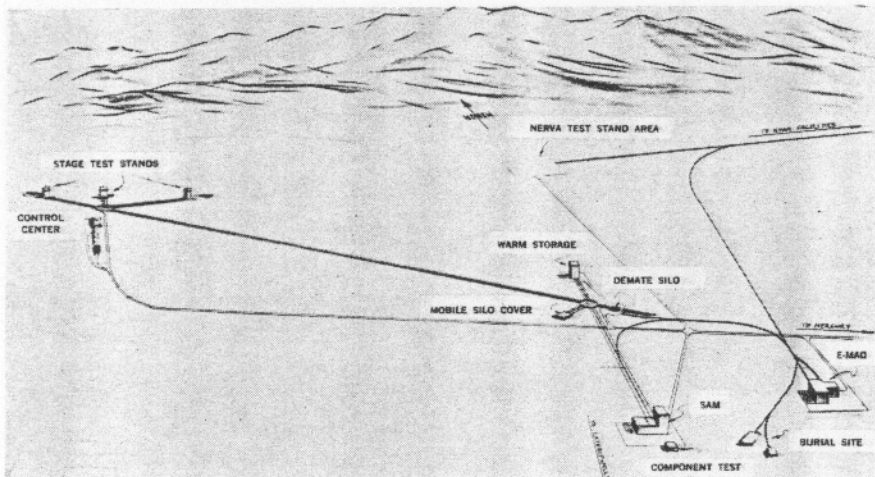 NORTH
NERVA TEST STAND AREA
STAGE TEST STANDS
CONTROL
CENTER
WARM STORAGE
DEMATE SILO
MOBILE SILO COVER
TO MERCURY
E-MAD
SAM
BURIAL SITE
COMPONENT TEST